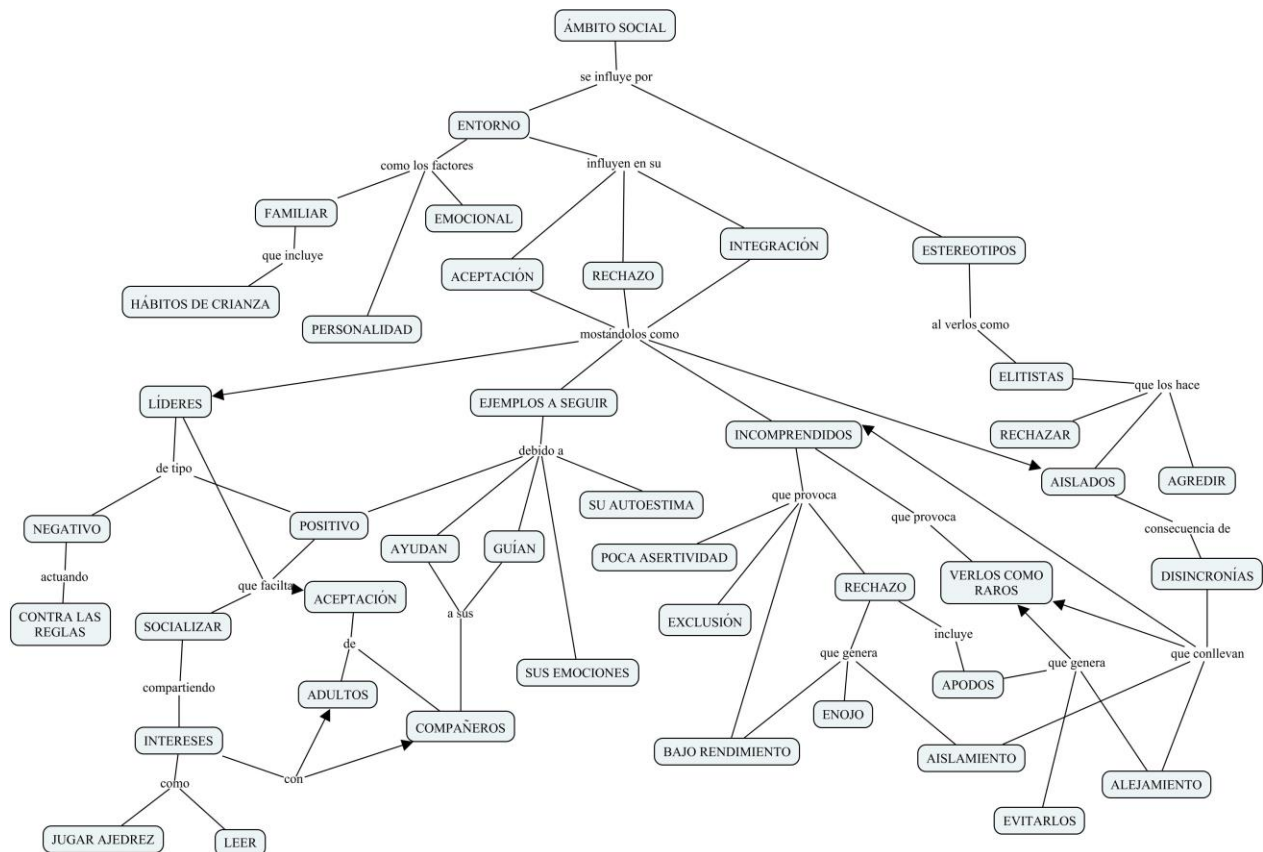 ÁMBITO SOCIAL
se influye por
ENTORNO
como los factores
influyen en su
FAMILIAR
EMOCIONAL
INTEGRACIÓN
ESTEREOTIPOS
que incluye
ACEPTACIÓN
RECHAZO
HÁBITOS DE CRIANZA
PERSONALIDAD
mostándolos como
al verlos como
ELITISTAS
que los hace
LÍDERES
EJEMPLOS A SEGUIR
INCOMPRENDIDOS
RECHAZAR
debido a
de tipo
AISLADOS
AGREDIR
que provoca
SU AUTOESTIMA
que provoca
NEGATIVO
POSITIVO
consecuencia de
AYUDAN
GUÍAN
POCA ASERTIVIDAD
actuando
que facilta
ACEPTACIÓN
RECHAZO
VERLOS COMO
RAROS
DISINCRONÍAS
CONTRA LAS
REGLAS
SOCIALIZAR
a sus
EXCLUSIÓN
incluye
de
que genera
que genera
que conllevan
SUS EMOCIONES
APODOS
compartiendo
ADULTOS
ENOJO
COMPAÑEROS
INTERESES
BAJO RENDIMIENTO
AISLAMIENTO
con
como
ALEJAMIENTO
EVITARLOS
JUGAR AJEDREZ
LEER